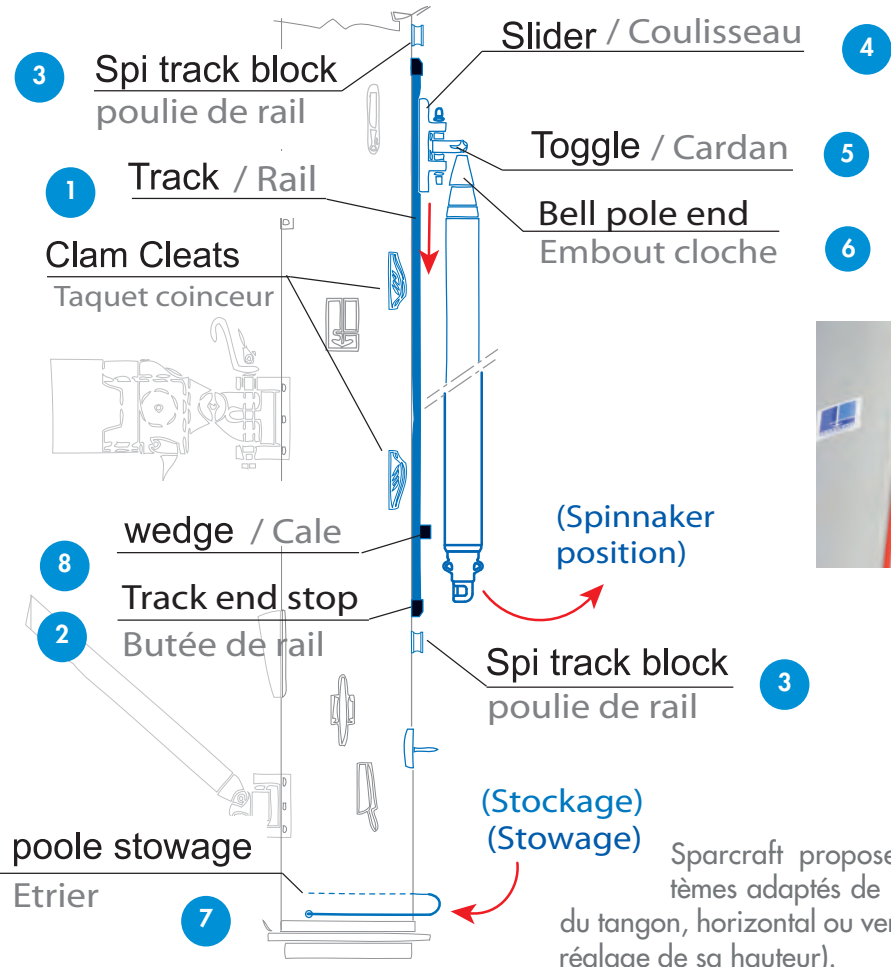 3
Spi track block
poulie de rail
Slider / Coulisseau
4
1
Track / Rail
Toggle / Cardan
5
Bell pole end
Embout cloche
6
Clam Cleats
Taquet coinceur
wedge / Cale
8
(Spinnaker
position)
Track end stop
2
Butée de rail
Spi track block
poulie de rail
3
(Stockage)
(Stowage)
poole stowage
Etrier
7
Sparcraft propose
tèmes adaptés de
du tangon, horizontal ou ver
réglage de sa hauteur).